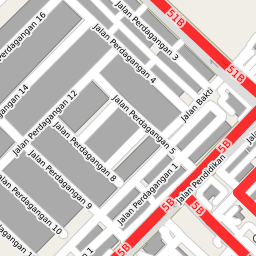 Jalan Perdagangan 16
Jalan Perdagangan 3
51B
51B
Jalan Perdagangan 4
Jalan Bakti
Perdagangan 14
Jalan Perdagangan 12
Jalan Perdagangan 5
5B
Jalan Pendidikan
Jalan Perdagangan 8
Jalan Perdagangan 1
Jalan Perdagangan 9
5B
5B
Perdagangan 10
5B